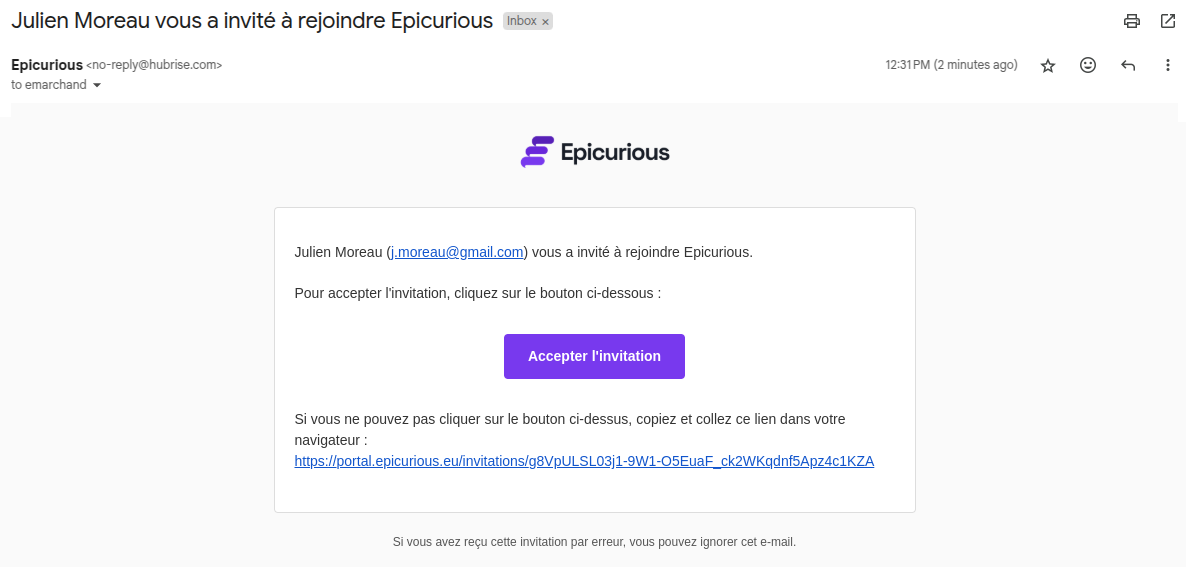 Julien Moreau vous a invité à rejoindre Epicurious Inbox ×
Epicurious <no-reply@hubrise.com> 12:31 PM (2 minutes ago)
to emarchand
Epicurious
Julien Moreau (j.moreau@gmail.com) vous a invité à rejoindre Epicurious.
Pour accepter l'invitation, cliquez sur le bouton ci-dessous :
Accepter l'invitation
Si vous ne pouvez pas cliquer sur le bouton ci-dessus, copiez et collez ce lien dans votre
navigateur :
https://portal.epicurious.eu/invitations/g8VpULSL03j1-9W1-O5EuaF_ck2WKqdnf5Apz4c1KZA
Si vous avez reçu cette invitation par erreur, vous pouvez ignorer cet e-mail.